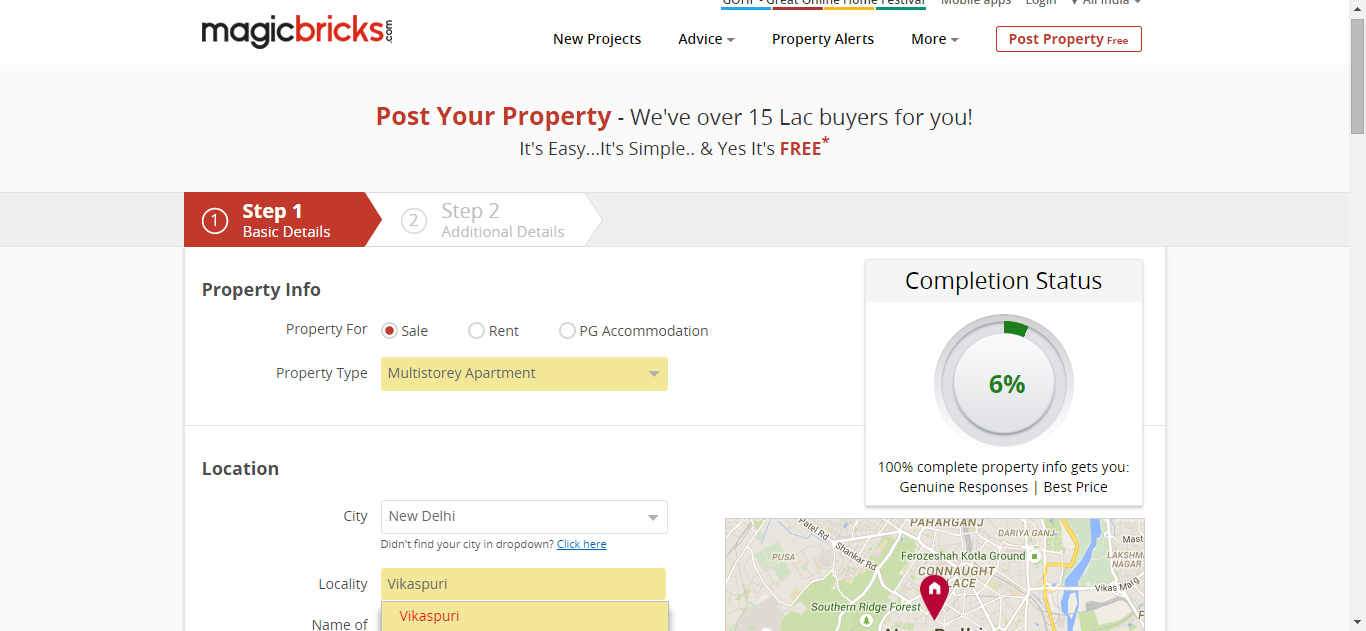 GOHF - Great Online Home Festival Mobile apps Login All India
magicbricks.com
New Projects Advice Property Alerts More Post Property Free
Post Your Property - We've over 15 Lac buyers for you!
It's Easy...It's Simple.. & Yes It's FREE*
1 Step 1
Basic Details
2 Step 2
Additional Details
Property Info
Property For Sale Rent PG Accommodation
Property Type Multistorey Apartment
Completion Status
6%
100% complete property info gets you:
Genuine Responses | Best Price
Location
City New Delhi
Didn't find your city in dropdown? Click here
Locality Vikaspuri
Vikaspuri
Name of
PAHARGANJ
Patel Rd
DARIYA GANJ
Mast
PUSA
Shankar Rd
Ferozeshah Kotla Ground
LAKSHM
NAGAR
CONNAUGHT
LACE
Vikas Marg
Southern Ridge Forest
New Delhi